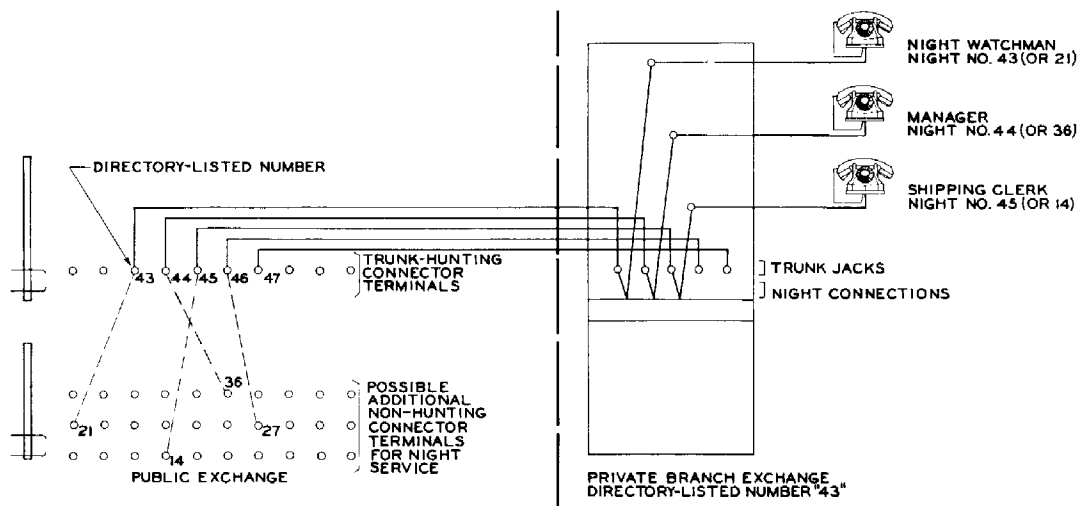 NIGHT WATCHMAN
NIGHT NO. 43 (OR 21)
MANAGER
NIGHT NO. 44 (OR 36)
SHIPPING CLERK
NIGHT NO. 45 (OR 14)
DIRECTORY-LISTED NUMBER
43
44
45
46
47
TRUNK-HUNTING
CONNECTOR
TERMINALS
TRUNK JACKS
NIGHT CONNECTIONS
36
21
27
14
POSSIBLE
ADDITIONAL
NON-HUNTING
CONNECTOR
TERMINALS
FOR NIGHT
SERVICE
PUBLIC EXCHANGE
PRIVATE BRANCH EXCHANGE
DIRECTORY-LISTED NUMBER "43"